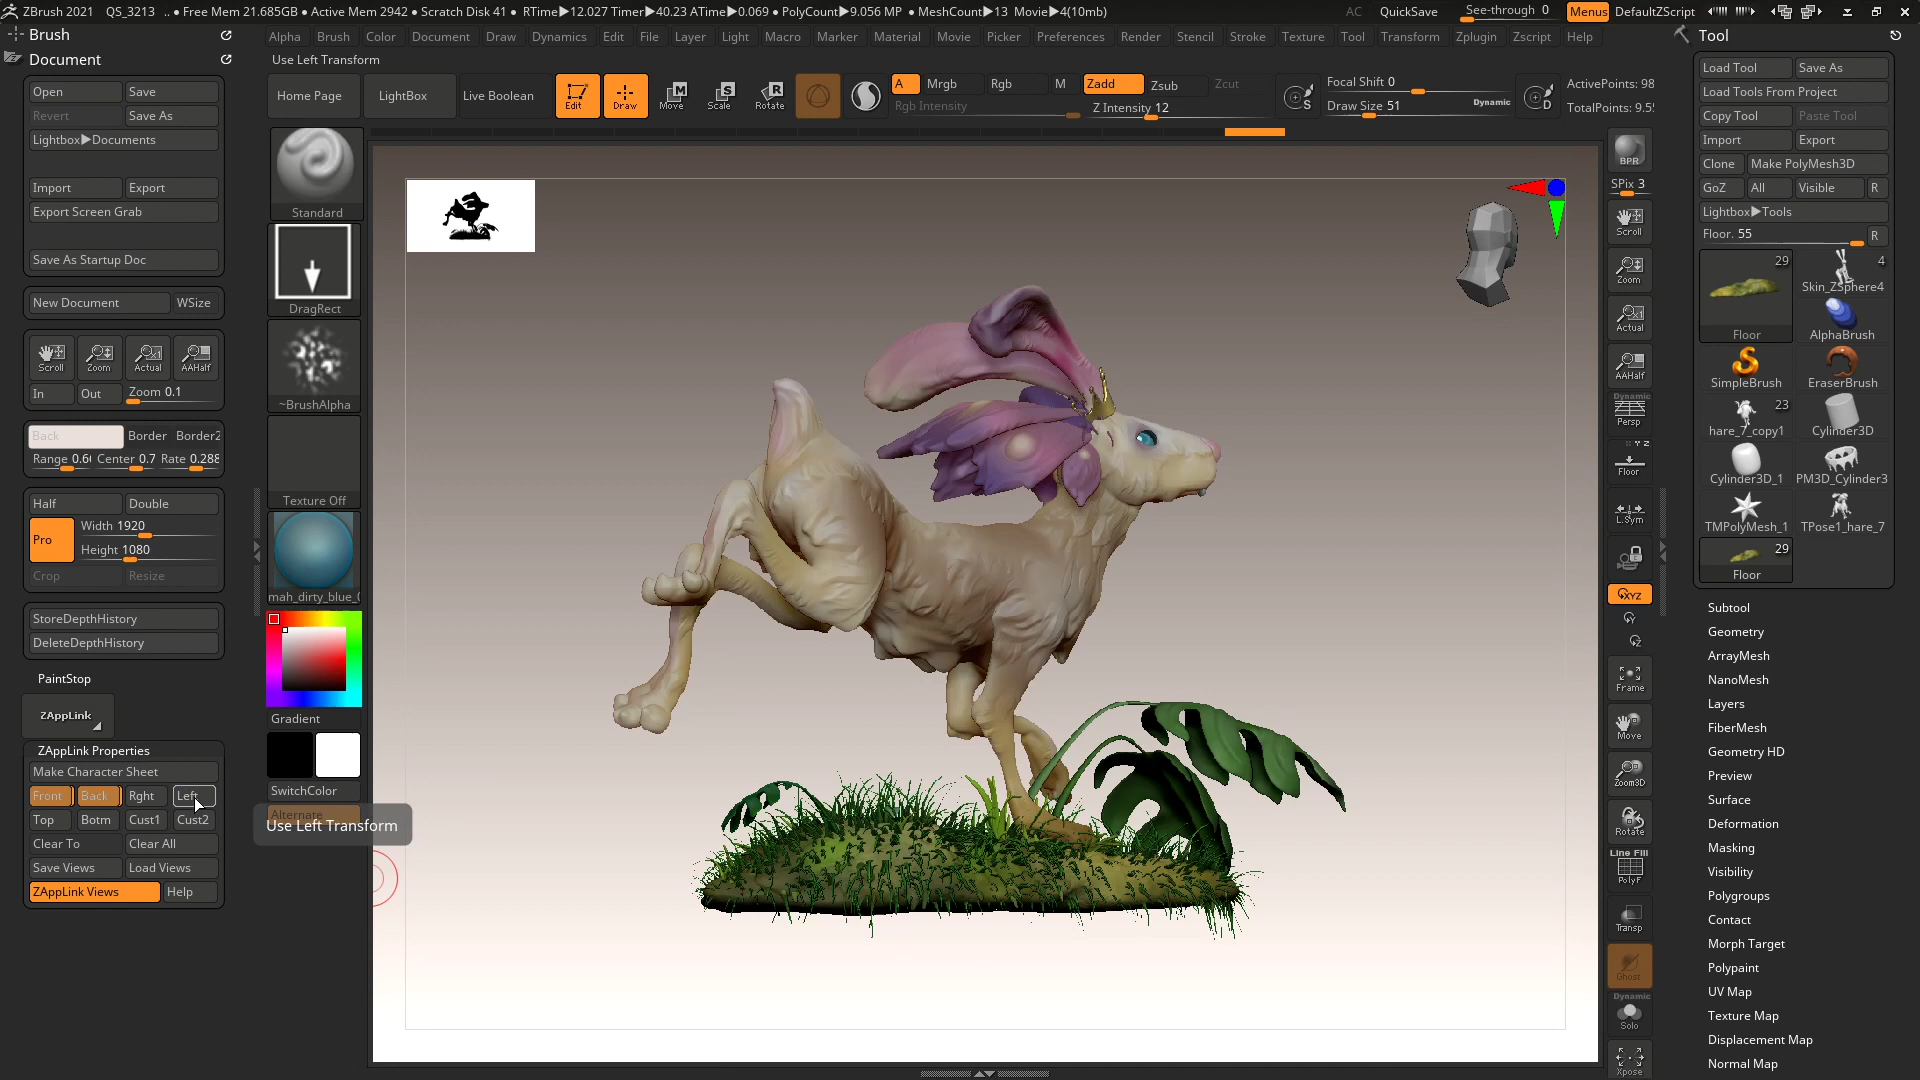 ZBrush 2021 QS_3213 .. • Free Mem 21.685GB • Active Mem 2942 • Scratch Disk 41 • RTime▶12.027 Timer▶40.23 ATime▶0.069 • PolyCount▶9.056 MP • MeshCount▶13 Movie▶4(10mb) AC QuickSave See-through 0 Menus DefaultZScript
Brush
Alpha Brush Color Document Draw Dynamics Edit File Layer Light Macro Marker Material Movie Picker Preferences Render Stencil Stroke Texture Tool Transform Zplugin Zscript Help
Tool
Document
Use Left Transform
Open Save
Revert Save As
Lightbox▶Documents
Import Export
Export Screen Grab
Save As Startup Doc
New Document WSize
Scroll Zoom Actual AAHalf
In Out Zoom 0.1
Back Border Border2
Range 0.6 Center 0.7 Rate 0.288
Half Double
Pro Width 1920
Height 1080
Crop Resize
StoreDepthHistory
DeleteDepthHistory
PaintStop
ZAppLink
ZAppLink Properties
Make Character Sheet
Front Back Rght Left
Top Botm Cust1 Cust2
Clear To Clear All
Save Views Load Views
ZAppLink Views Help
Home Page LightBox Live Boolean Edit Draw Move Scale Rotate
M S R
A Mrgb Rgb M Zadd Zsub Zcut
Rgb Intensity Z Intensity 12
S Focal Shift 0
Draw Size 51 Dynamic
D ActivePoints: 98
TotalPoints: 9.5
Standard
DragRect
~BrushAlpha
Texture Off
mah_dirty_blue_
Gradient
SwitchColor
Alternate
Use Left Transform
BPR
SPix 3
Scroll
Zoom
Actual
AAHalf
Dynamic
Persp
Floor
L.Sym
XYZ
Frame
Move
Zoom3D
Rotate
Line Fill
PolyF
Transp
Ghost
Dynamic
Solo
Xpose
Load Tool Save As
Load Tools From Project
Copy Tool Paste Tool
Import Export
Clone Make PolyMesh3D
GoZ All Visible R
Lightbox▶Tools
Floor. 55 R
29 4
Skin_ZSphere4
Floor AlphaBrush
SimpleBrush EraserBrush
23
hare_7_copy1 Cylinder3D
Cylinder3D_1 PM3D_Cylinder3
TMPolyMesh_1 TPose1_hare_7
29
Floor
Subtool
Geometry
ArrayMesh
NanoMesh
Layers
FiberMesh
Geometry HD
Preview
Surface
Deformation
Masking
Visibility
Polygroups
Contact
Morph Target
Polypaint
UV Map
Texture Map
Displacement Map
Normal Map